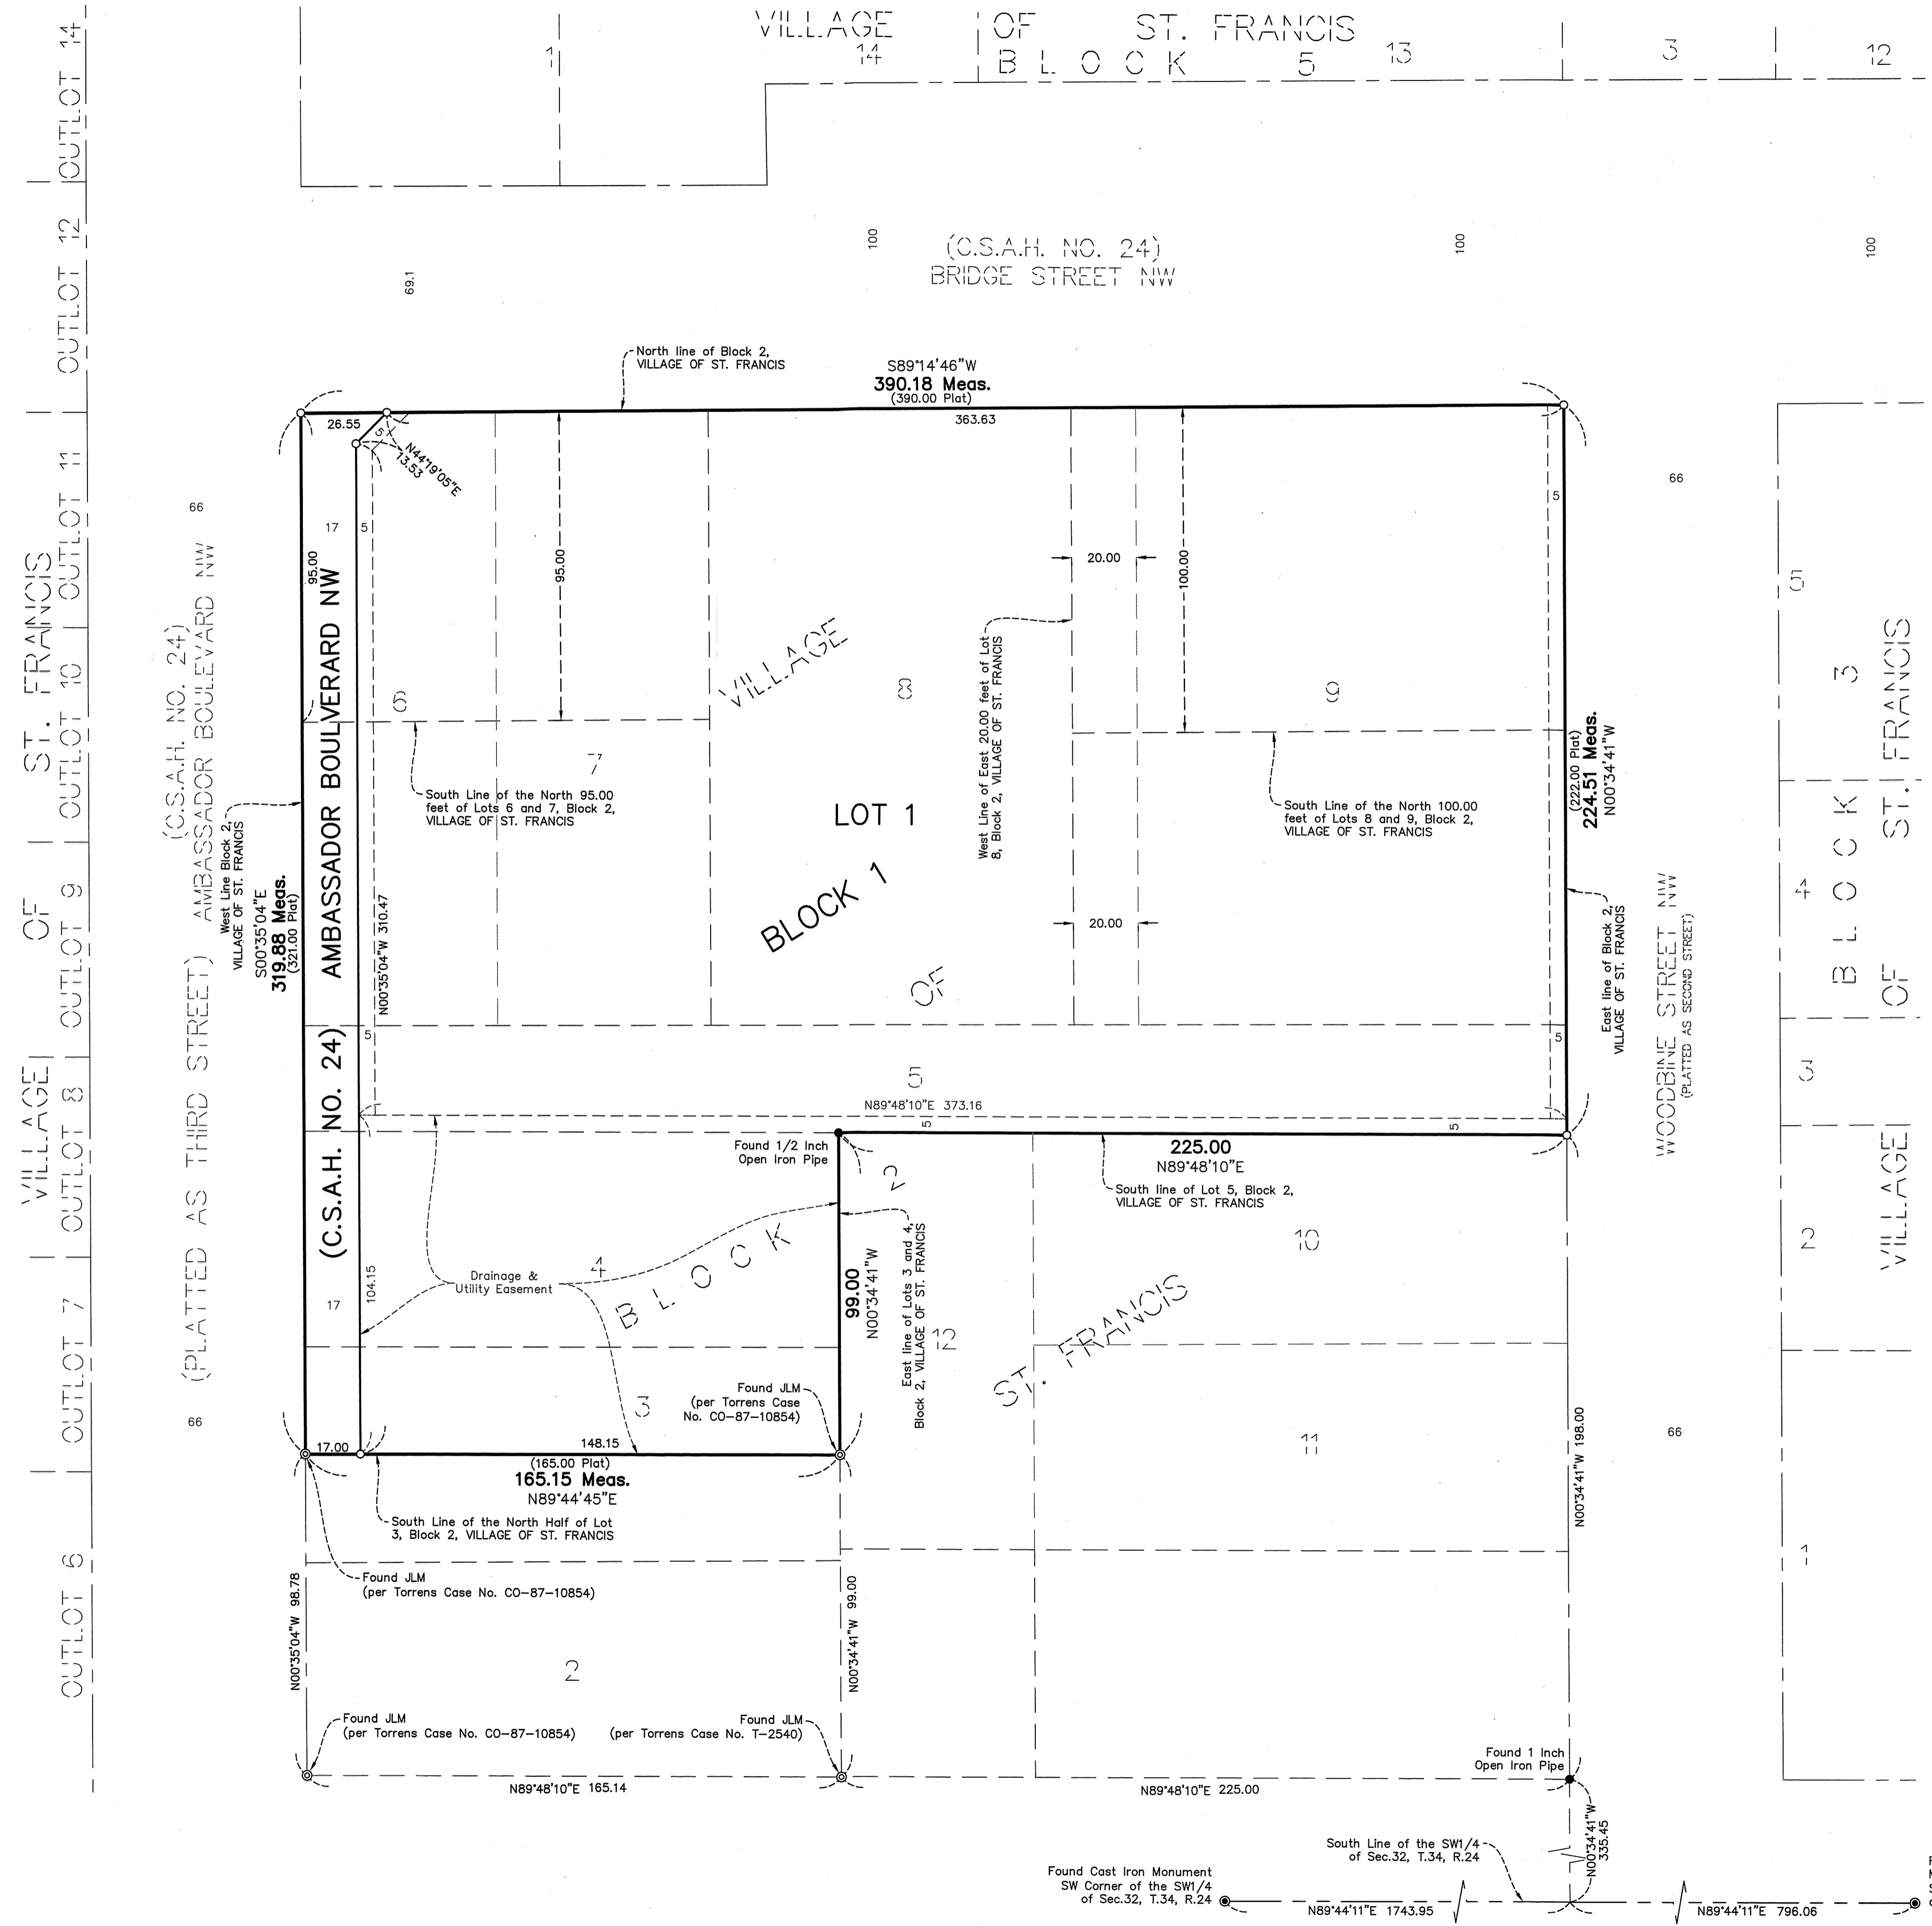 VILLAGE OF ST. FRANCIS
BLOCK 5
1
14
13
3
12
OUTLOT 14
OUTLOT 12
OUTLOT 11
OUTLOT 10
OUTLOT 9
OUTLOT 8
OUTLOT 7
OUTLOT 6
VILLAGE OF ST. FRANCIS
69.1
100
(C.S.A.H. NO. 24)
BRIDGE STREET NW
100
100
North line of Block 2,
VILLAGE OF ST. FRANCIS
S89°14'46"W
390.18 Meas.
(390.00 Plat)
26.55
363.63
5
N44°19'05"E
13.53
66
66
17
5
5
95.00
95.00
20.00
100.00
(C.S.A.H. NO. 24)
AMBASSADOR BOULEVARD NW
(PLATTED AS THIRD STREET)
West Line Block 2,
VILLAGE OF ST. FRANCIS
S00°35'04"E
319.88 Meas.
(321.00 Plat)
AMBASSADOR BOULVERARD NW
(C.S.A.H. NO. 24)
N00°35'04"W 310.47
6
7
8
9
VILLAGE
OF
ST. FRANCIS
South Line of the North 95.00
feet of Lots 6 and 7, Block 2,
VILLAGE OF ST. FRANCIS
LOT 1
BLOCK 1
West Line of East 20.00 feet of Lot
8, Block 2, VILLAGE OF ST. FRANCIS
South Line of the North 100.00
feet of Lots 8 and 9, Block 2,
VILLAGE OF ST. FRANCIS
20.00
(222.00 Plat)
224.51 Meas.
N00°34'41"W
East line of Block 2,
VILLAGE OF ST. FRANCIS
WOODBINE STREET NW
(PLATTED AS SECOND STREET)
5
4
3
2
1
BLOCK 3
VILLAGE OF ST. FRANCIS
5
5
5
N89°48'10"E 373.16
5
5
Found 1/2 Inch
Open Iron Pipe
225.00
N89°48'10"E
South line of Lot 5, Block 2,
VILLAGE OF ST. FRANCIS
BLOCK 2
4
Drainage &
Utility Easement
17
104.15
99.00
N00°34'41"W
East line of Lots 3 and 4,
Block 2, VILLAGE OF ST. FRANCIS
10
12
11
3
Found JLM
(per Torrens Case
No. CO-87-10854)
66
66
17.00
148.15
(165.00 Plat)
165.15 Meas.
N89°44'45"E
South Line of the North Half of Lot
3, Block 2, VILLAGE OF ST. FRANCIS
Found JLM
(per Torrens Case No. CO-87-10854)
N00°35'04"W 98.78
N00°34'41"W 99.00
N00°34'41"W 198.00
2
Found JLM
(per Torrens Case No. CO-87-10854)
Found JLM
(per Torrens Case No. T-2540)
N89°48'10"E 165.14
N89°48'10"E 225.00
Found 1 Inch
Open Iron Pipe
N00°34'41"W
335.45
South Line of the SW1/4
of Sec.32, T.34, R.24
Found Cast Iron Monument
SW Corner of the SW1/4
of Sec.32, T.34, R.24
N89°44'11"E 1743.95
N89°44'11"E 796.06